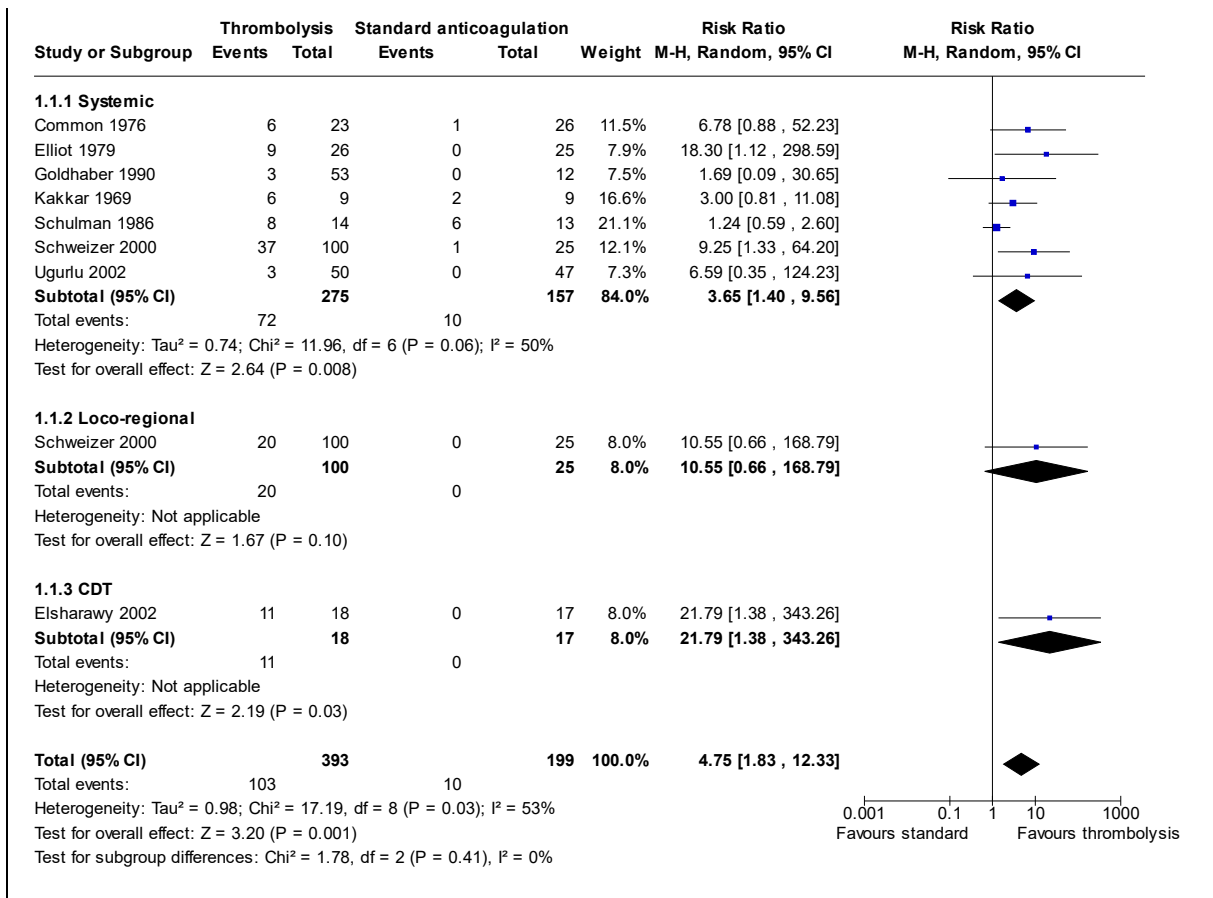 Thrombolysis Standard anticoagulation Risk Ratio Risk Ratio
Study or Subgroup Events Total Events Total Weight M-H, Random, 95% CI M-H, Random, 95% CI
1.1.1 Systemic
Common 1976 6 23 1 26 11.5% 6.78 [0.88 , 52.23]
Elliot 1979 9 26 0 25 7.9% 18.30 [1.12 , 298.59]
Goldhaber 1990 3 53 0 12 7.5% 1.69 [0.09 , 30.65]
Kakkar 1969 6 9 2 9 16.6% 3.00 [0.81 , 11.08]
Schulman 1986 8 14 6 13 21.1% 1.24 [0.59 , 2.60]
Schweizer 2000 37 100 1 25 12.1% 9.25 [1.33 , 64.20]
Ugurlu 2002 3 50 0 47 7.3% 6.59 [0.35 , 124.23]
Subtotal (95% CI) 275 157 84.0% 3.65 [1.40 , 9.56]
Total events: 72 10
Heterogeneity: Tau² = 0.74; Chi² = 11.96, df = 6 (P = 0.06); I² = 50%
Test for overall effect: Z = 2.64 (P = 0.008)
1.1.2 Loco-regional
Schweizer 2000 20 100 0 25 8.0% 10.55 [0.66 , 168.79]
Subtotal (95% CI) 100 25 8.0% 10.55 [0.66 , 168.79]
Total events: 20 0
Heterogeneity: Not applicable
Test for overall effect: Z = 1.67 (P = 0.10)
1.1.3 CDT
Elsharawy 2002 11 18 0 17 8.0% 21.79 [1.38 , 343.26]
Subtotal (95% CI) 18 17 8.0% 21.79 [1.38 , 343.26]
Total events: 11 0
Heterogeneity: Not applicable
Test for overall effect: Z = 2.19 (P = 0.03)
Total (95% CI) 393 199 100.0% 4.75 [1.83 , 12.33]
Total events: 103 10
Heterogeneity: Tau² = 0.98; Chi² = 17.19, df = 8 (P = 0.03); I² = 53%
Test for overall effect: Z = 3.20 (P = 0.001)
Test for subgroup differences: Chi² = 1.78, df = 2 (P = 0.41), I² = 0%
0.001 0.1 1 10 1000
Favours standard Favours thrombolysis